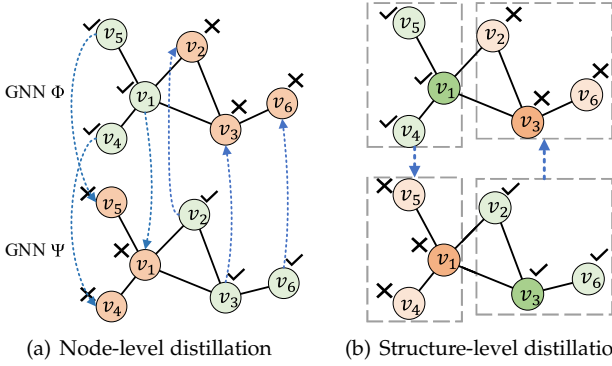 v5
v2
GNN Φ
v1
v6
v4
v3
v5
v2
GNN Ψ
v1
v6
v3
v4
(a) Node-level distillation
v5
v2
v1
v6
v4
v3
v5
v2
v1
v6
v3
v4
(b) Structure-level distillatio